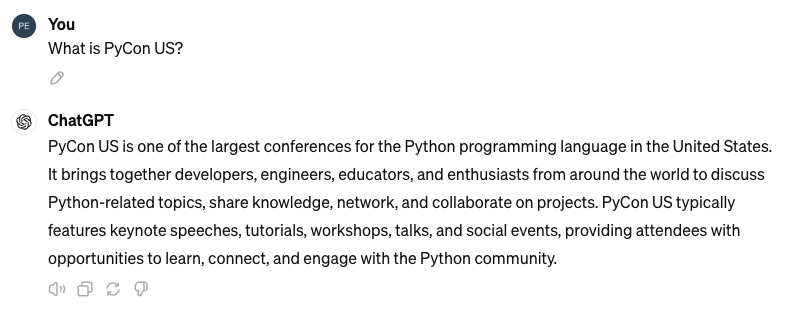 PE
You
What is PyCon US?
ChatGPT
PyCon US is one of the largest conferences for the Python programming language in the United States.
It brings together developers, engineers, educators, and enthusiasts from around the world to discuss
Python-related topics, share knowledge, network, and collaborate on projects. PyCon US typically
features keynote speeches, tutorials, workshops, talks, and social events, providing attendees with
opportunities to learn, connect, and engage with the Python community.